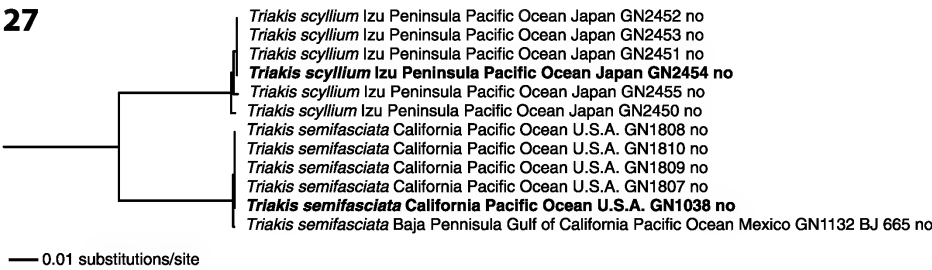 27
Triakis scyllium Izu Peninsula Pacific Ocean Japan GN2452 no
Triakis scyllium Izu Peninsula Pacific Ocean Japan GN2453 no
Triakis scyllium Izu Peninsula Pacific Ocean Japan GN2451 no
Triakis scyllium Izu Peninsula Pacific Ocean Japan GN2454 no
Triakis scyllium Izu Peninsula Pacific Ocean Japan GN2455 no
Triakis scyllium Izu Peninsula Pacific Ocean Japan GN2450 no
Triakis semifasciata California Pacific Ocean U.S.A. GN1808 no
Triakis semifasciata California Pacific Ocean U.S.A. GN1810 no
Triakis semifasciata California Pacific Ocean U.S.A. GN1809 no
Triakis semifasciata California Pacific Ocean U.S.A. GN1807 no
Triakis semifasciata California Pacific Ocean U.S.A. GN1038 no
Triakis semifasciata Baja Pennisula Gulf of California Pacific Ocean Mexico GN1132 BJ 665 no
0.01 substitutions/site